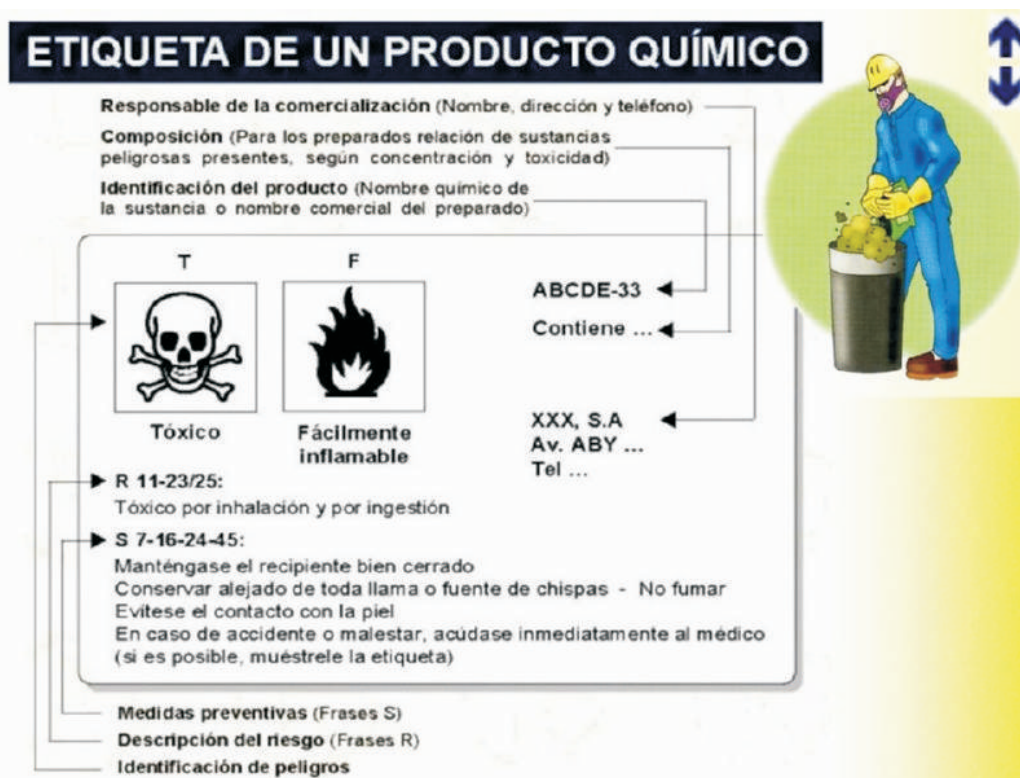 ETIQUETA DE UN PRODUCTO QUÍMICO
Responsable de la comercialización (Nombre, dirección y teléfono)
Composición (Para los preparados relación de sustancias
peligrosas presentes, según concentración y toxicidad)
Identificación del producto (Nombre químico de
la sustancia o nombre comercial del preparado)
T
F
Tóxico
Fácilmente
inflamable
ABCDE-33
Contiene ...
XXX, S.A
Av. ABY ...
Tel ...
R 11-23/25:
Tóxico por inhalación y por ingestión
S 7-16-24-45:
Manténgase el recipiente bien cerrado
Conservar alejado de toda llama o fuente de chispas - No fumar
Evítese el contacto con la piel
En caso de accidente o malestar, acúdase inmediatamente al médico
(si es posible, muéstrele la etiqueta)
Medidas preventivas (Frases S)
Descripción del riesgo (Frases R)
Identificación de peligros